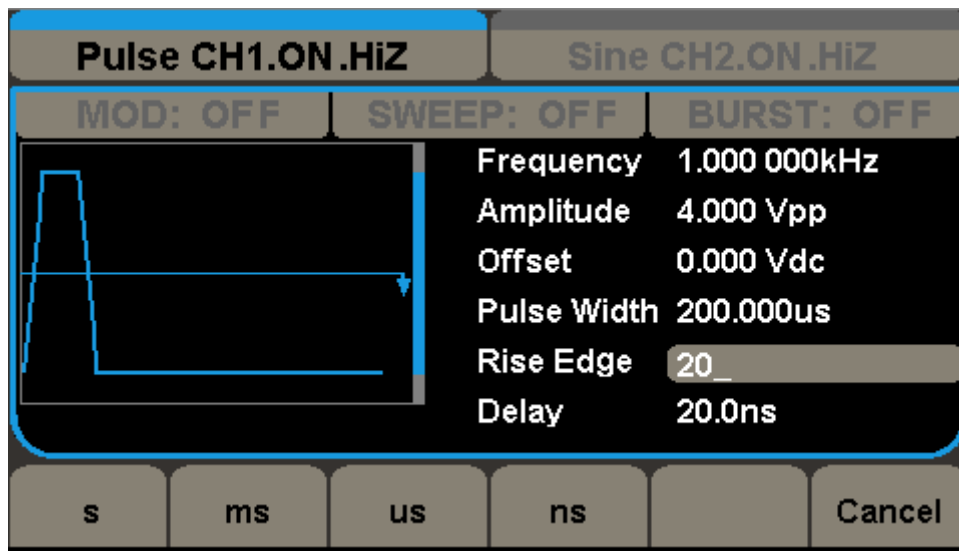 Pulse CH1.ON.HiZ Sine CH2.ON.HiZ
MOD: OFF SWEEP: OFF BURST: OFF
Frequency 1.000 000kHz
Amplitude 4.000 Vpp
Offset 0.000 Vdc
Pulse Width 200.000us
Rise Edge 20_
Delay 20.0ns
s ms us ns Cancel